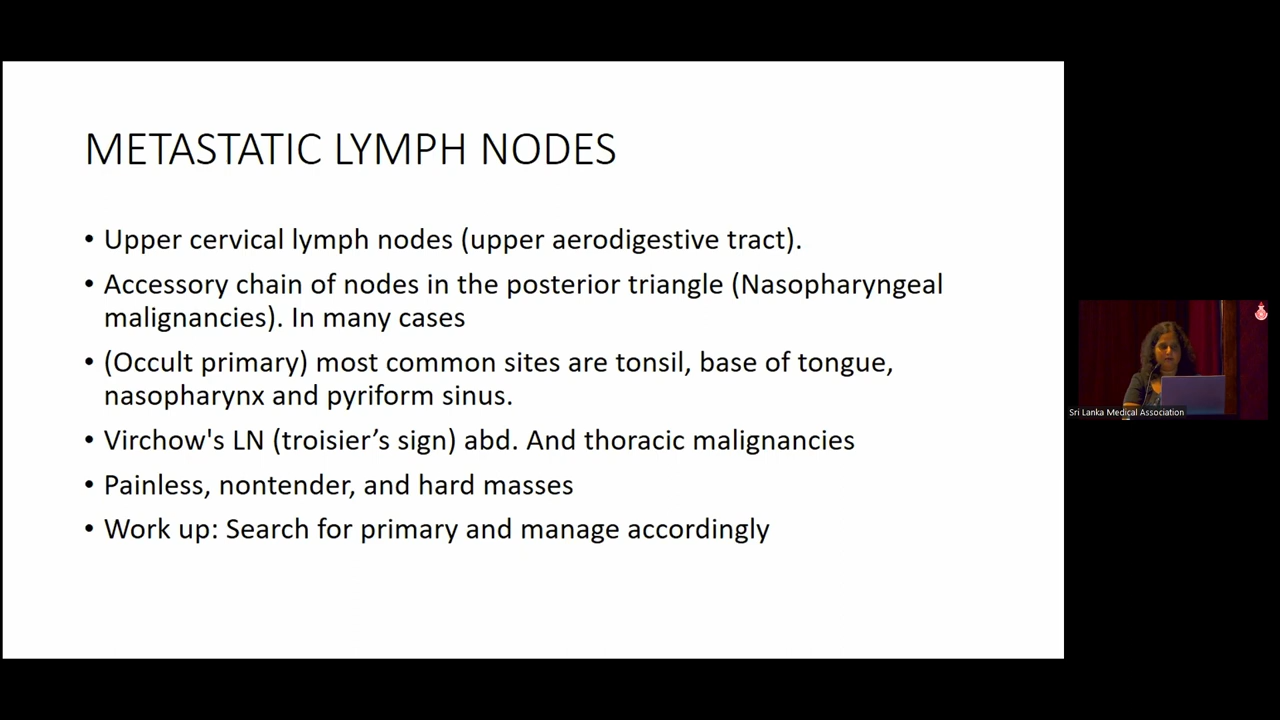 METASTATIC LYMPH NODES
• Upper cervical lymph nodes (upper aerodigestive tract).
• Accessory chain of nodes in the posterior triangle (Nasopharyngeal
malignancies). In many cases
• (Occult primary) most common sites are tonsil, base of tongue,
nasopharynx and pyriform sinus.
• Virchow's LN (troisier’s sign) abd. And thoracic malignancies
• Painless, nontender, and hard masses
• Work up: Search for primary and manage accordingly
Sri Lanka Medical Association